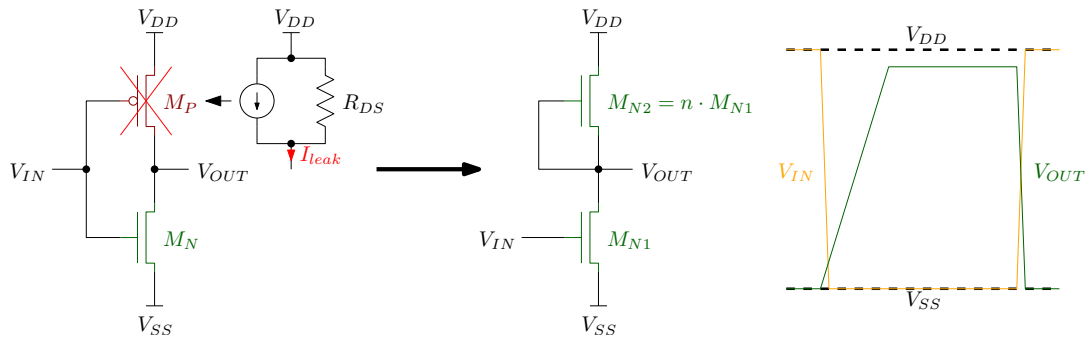 V_DD
M_P
V_IN
V_OUT
M_N
V_SS
V_DD
R_DS
I_leak
V_DD
M_N2 = n · M_N1
V_OUT
V_IN
M_N1
V_SS
V_DD
V_IN
V_OUT
V_SS